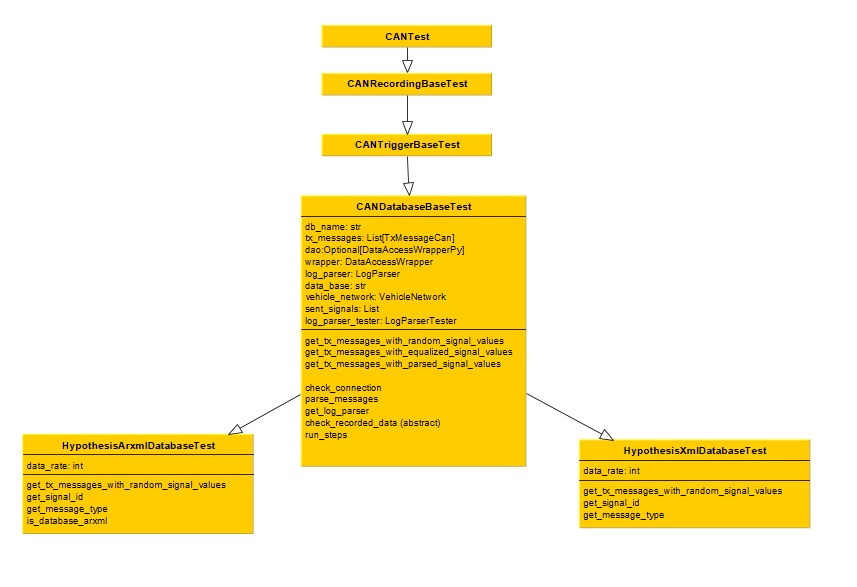 CANTest
CANRecordingBaseTest
CANTriggerBaseTest
CANDatabaseBaseTest
db_name: str
tx_messages: List[TxMessageCan]
dao:Optional[DataAccessWrapperPy]
wrapper: DataAccessWrapper
log_parser: LogParser
data_base: str
vehicle_network: VehicleNetwork
sent_signals: List
log_parser_tester: LogParserTester
get_tx_messages_with_random_signal_values
get_tx_messages_with_equalized_signal_values
get_tx_messages_with_parsed_signal_values
check_connection
parse_messages
get_log_parser
check_recorded_data (abstract)
run_steps
HypothesisArxmlDatabaseTest
data_rate: int
get_tx_messages_with_random_signal_values
get_signal_id
get_message_type
is_database_arxml
HypothesisXmlDatabaseTest
data_rate: int
get_tx_messages_with_random_signal_values
get_signal_id
get_message_type